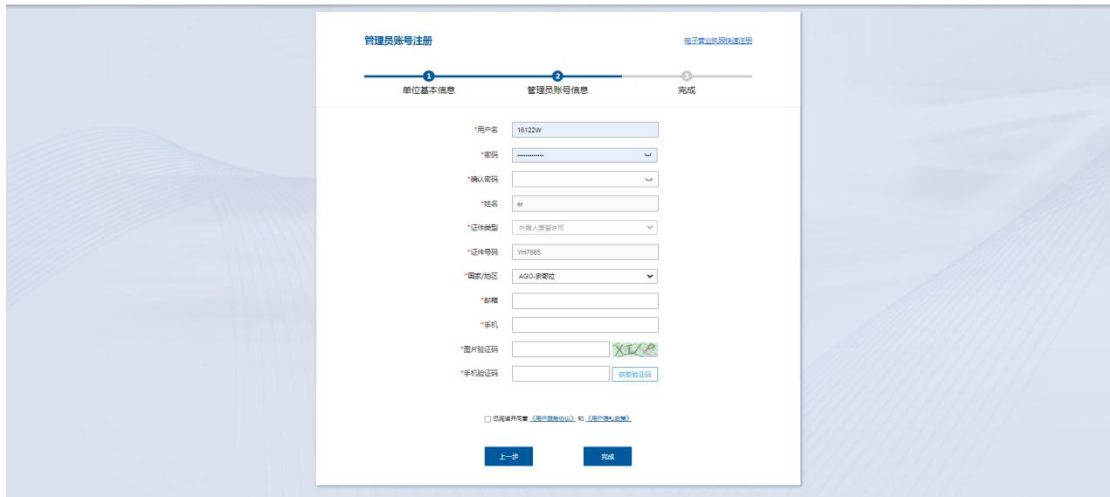 管理员账号注册
电子营业执照快速注册
1
2
3
单位基本信息
管理员账号信息
完成
*用户名 16122W
*密码 ••••••••••••
*确认密码
*姓名 er
*证件类型 外国人居留许可
*证件号码 YH7865
*国家/地区 AGO-安哥拉
*邮箱
*手机
*图片验证码
*手机验证码 获取验证码
已阅读并同意 《用户服务协议》 和 《用户隐私政策》
上一步
完成